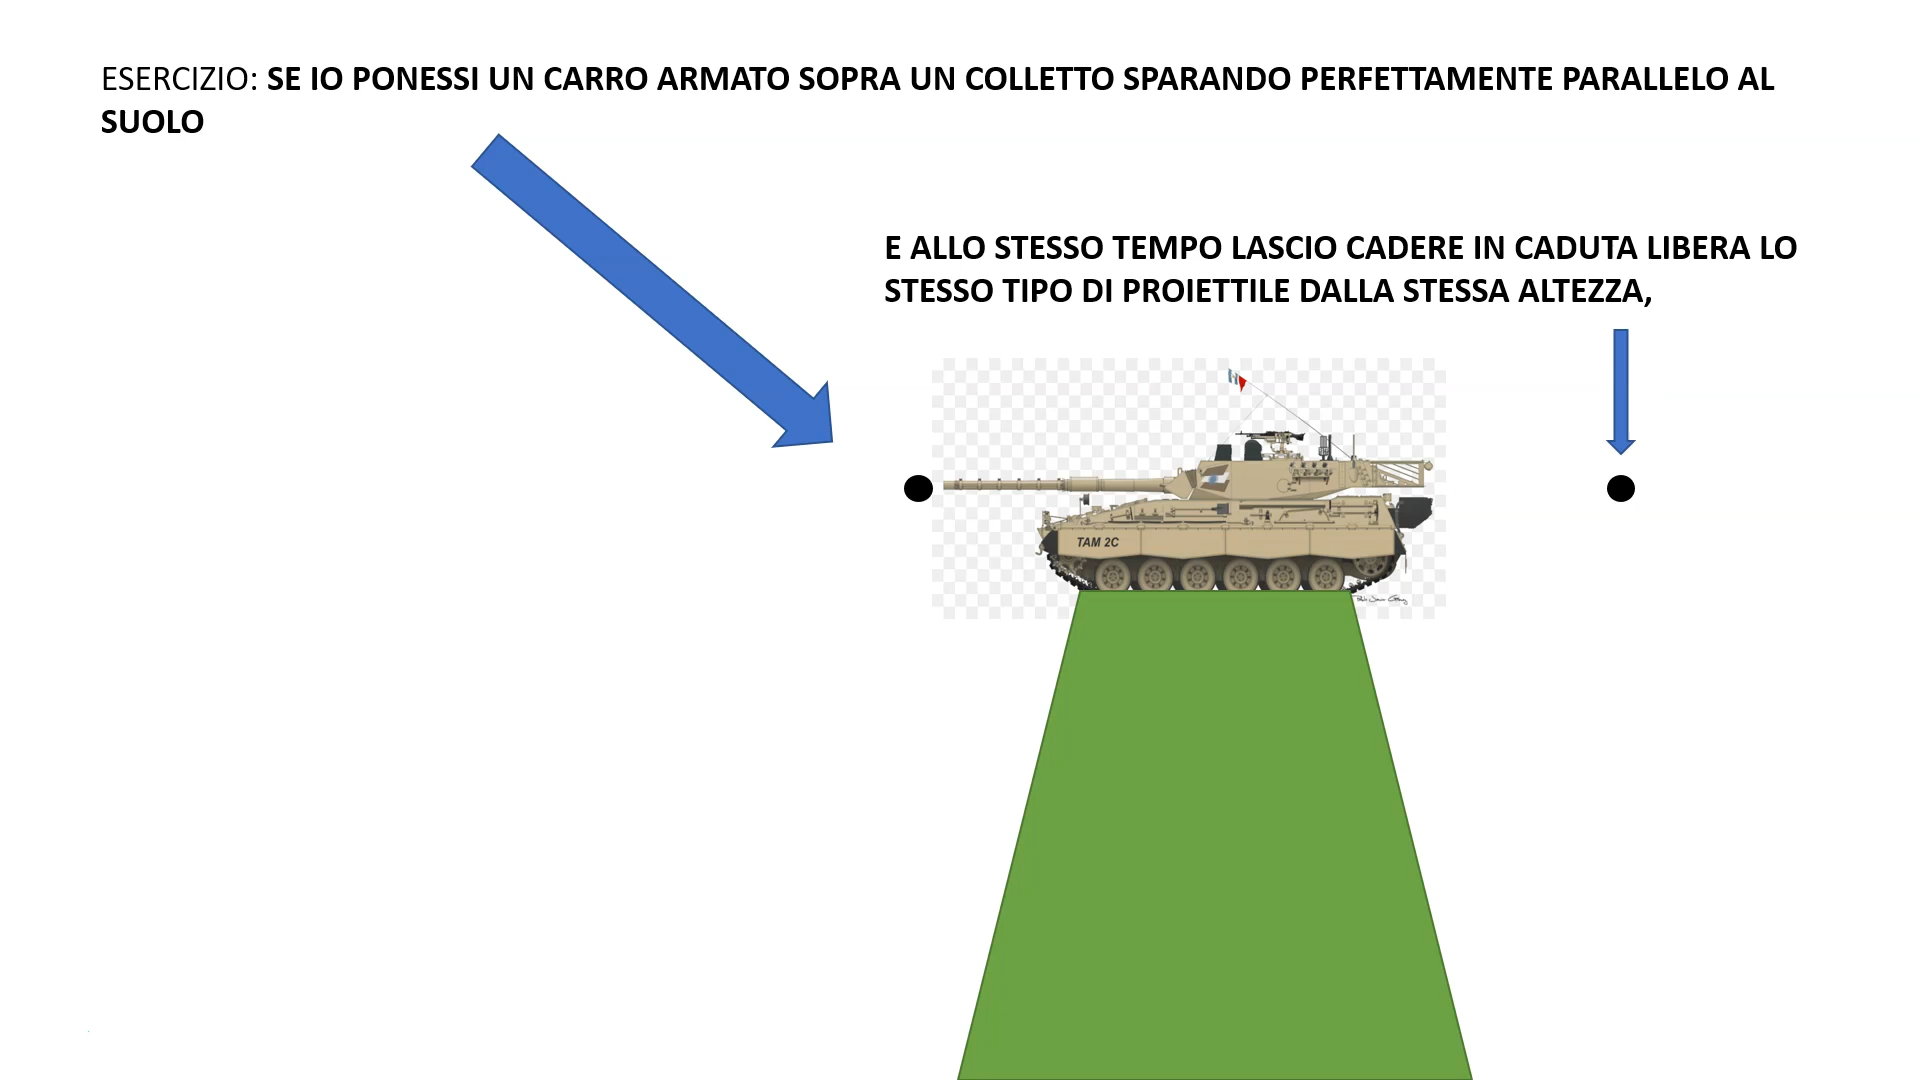 ESERCIZIO: SE IO PONESSI UN CARRO ARMATO SOPRA UN COLLETTO SPARANDO PERFETTAMENTE PARALLELO AL
SUOLO
E ALLO STESSO TEMPO LASCIO CADERE IN CADUTA LIBERA LO
STESSO TIPO DI PROIETTILE DALLA STESSA ALTEZZA,
TAM 2C